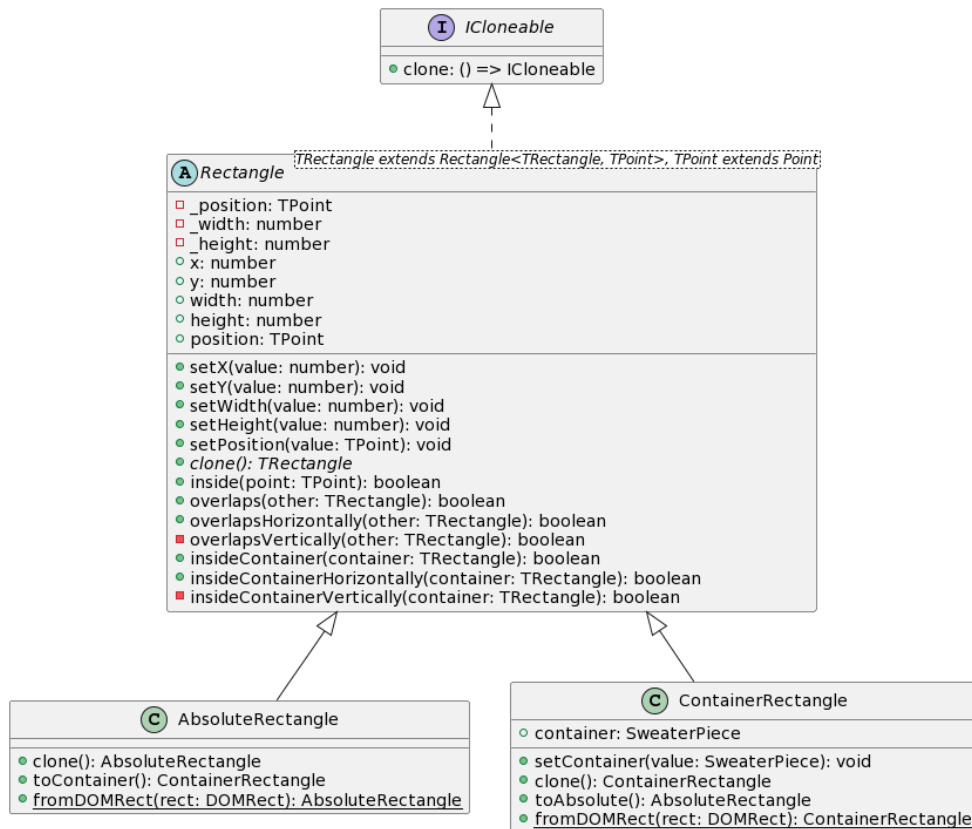 I ICloneable
clone: () => ICloneable
TRectangle extends Rectangle<TRectangle, TPoint>, TPoint extends Point
A Rectangle
_position: TPoint
_width: number
_height: number
x: number
y: number
width: number
height: number
position: TPoint
setX(value: number): void
setY(value: number): void
setWidth(value: number): void
setHeight(value: number): void
setPosition(value: TPoint): void
clone(): TRectangle
inside(point: TPoint): boolean
overlaps(other: TRectangle): boolean
overlapsHorizontally(other: TRectangle): boolean
overlapsVertically(other: TRectangle): boolean
insideContainer(container: TRectangle): boolean
insideContainerHorizontally(container: TRectangle): boolean
insideContainerVertically(container: TRectangle): boolean
C AbsoluteRectangle
clone(): AbsoluteRectangle
toContainer(): ContainerRectangle
fromDOMRect(rect: DOMRect): AbsoluteRectangle
C ContainerRectangle
container: SweaterPiece
setContainer(value: SweaterPiece): void
clone(): ContainerRectangle
toAbsolute(): AbsoluteRectangle
fromDOMRect(rect: DOMRect): ContainerRectangle